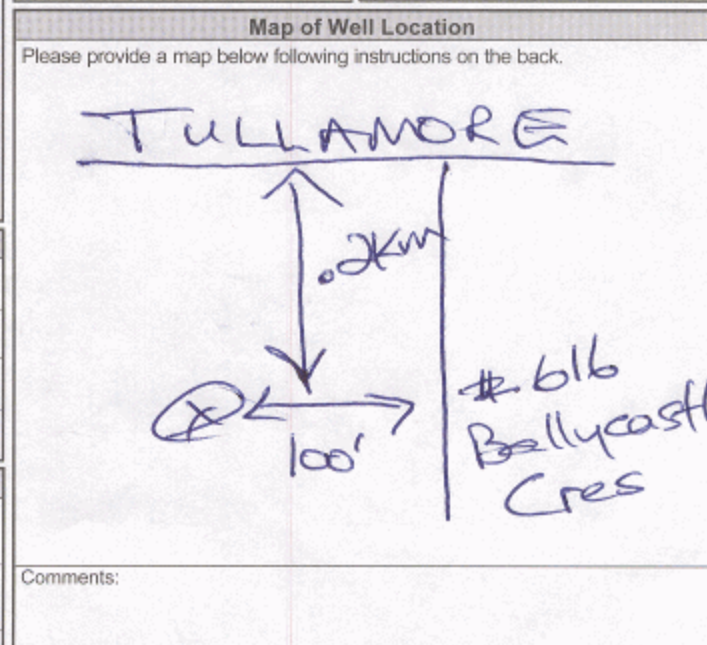 Map of Well Location
Please provide a map below following instructions on the back.
TULLAMORE
.2km
100'
#616
Ballycastl
Cres
Comments: